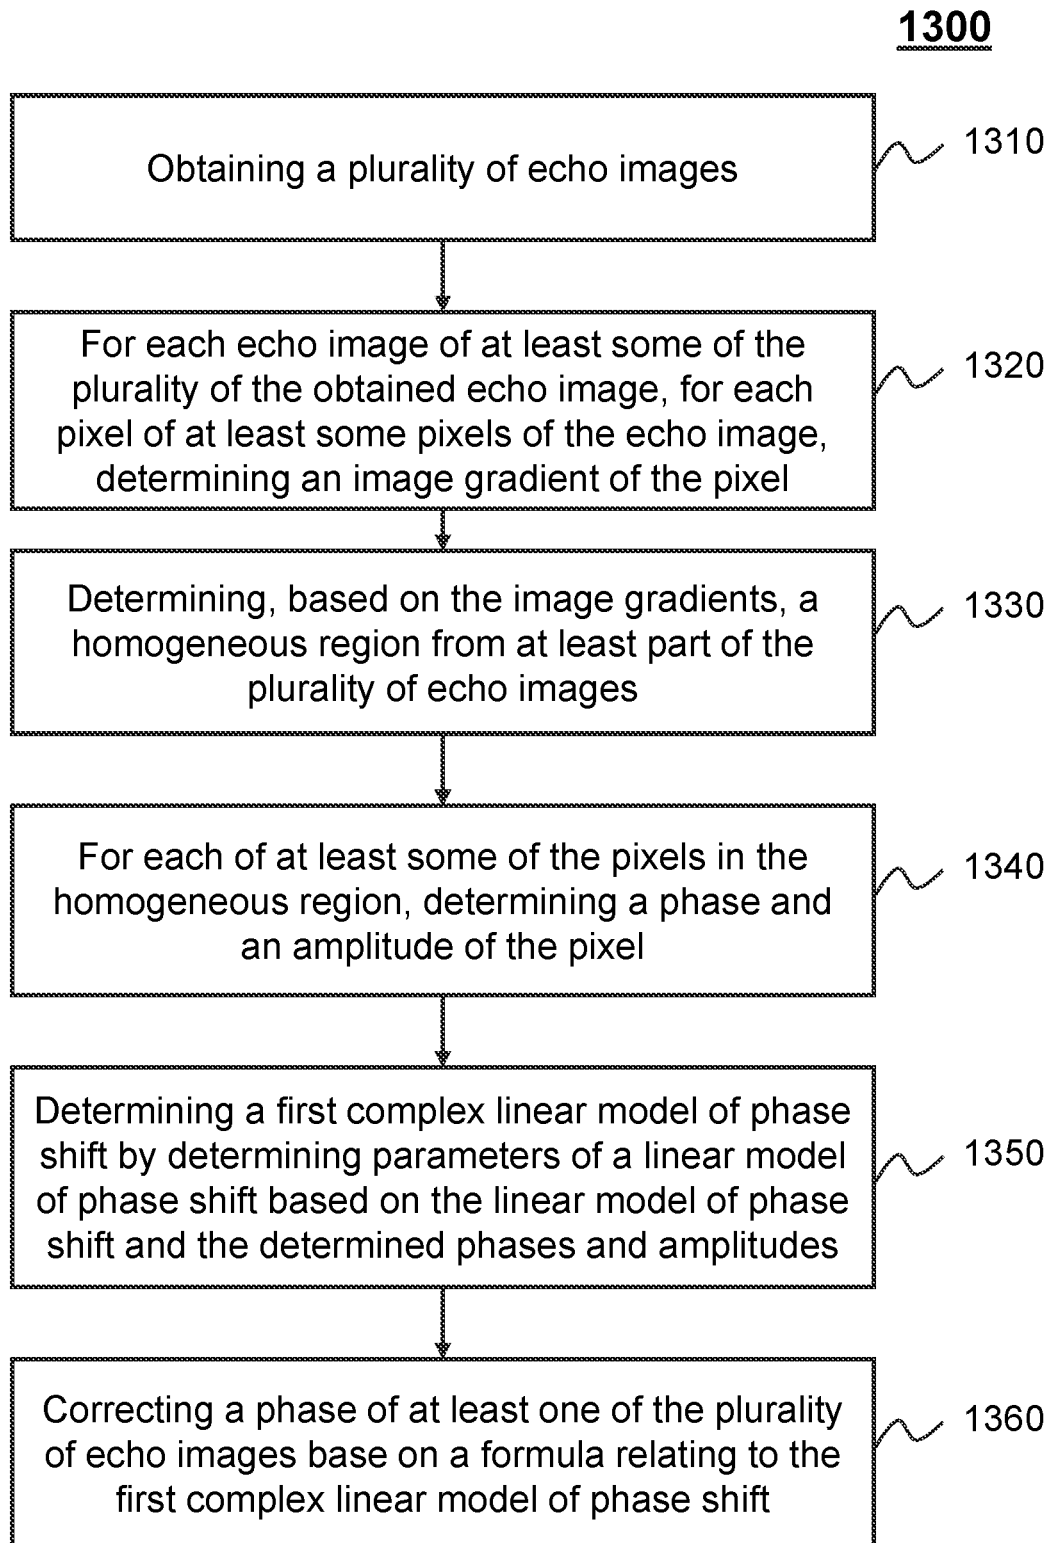 1300
Obtaining a plurality of echo images
1310
For each echo image of at least some of the
plurality of the obtained echo image, for each
pixel of at least some pixels of the echo image,
determining an image gradient of the pixel
1320
Determining, based on the image gradients, a
homogeneous region from at least part of the
plurality of echo images
1330
For each of at least some of the pixels in the
homogeneous region, determining a phase and
an amplitude of the pixel
1340
Determining a first complex linear model of phase
shift by determining parameters of a linear model
of phase shift based on the linear model of phase
shift and the determined phases and amplitudes
1350
Correcting a phase of at least one of the plurality
of echo images base on a formula relating to the
first complex linear model of phase shift
1360